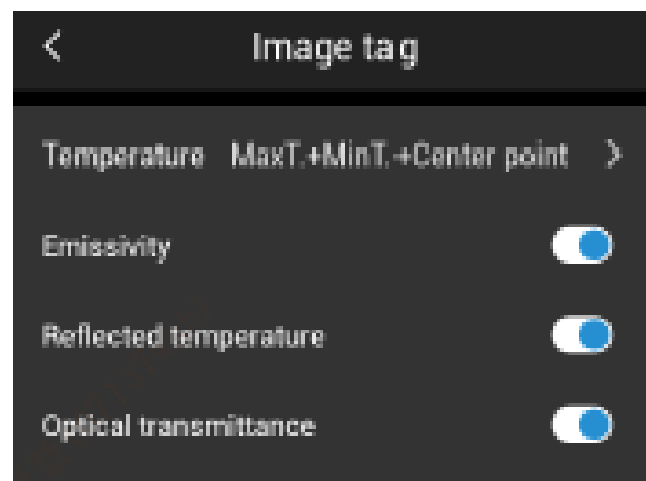 Image tag
Temperature MaxT.+MinT.+Center point
Emissivity
Reflected temperature
Optical transmittance